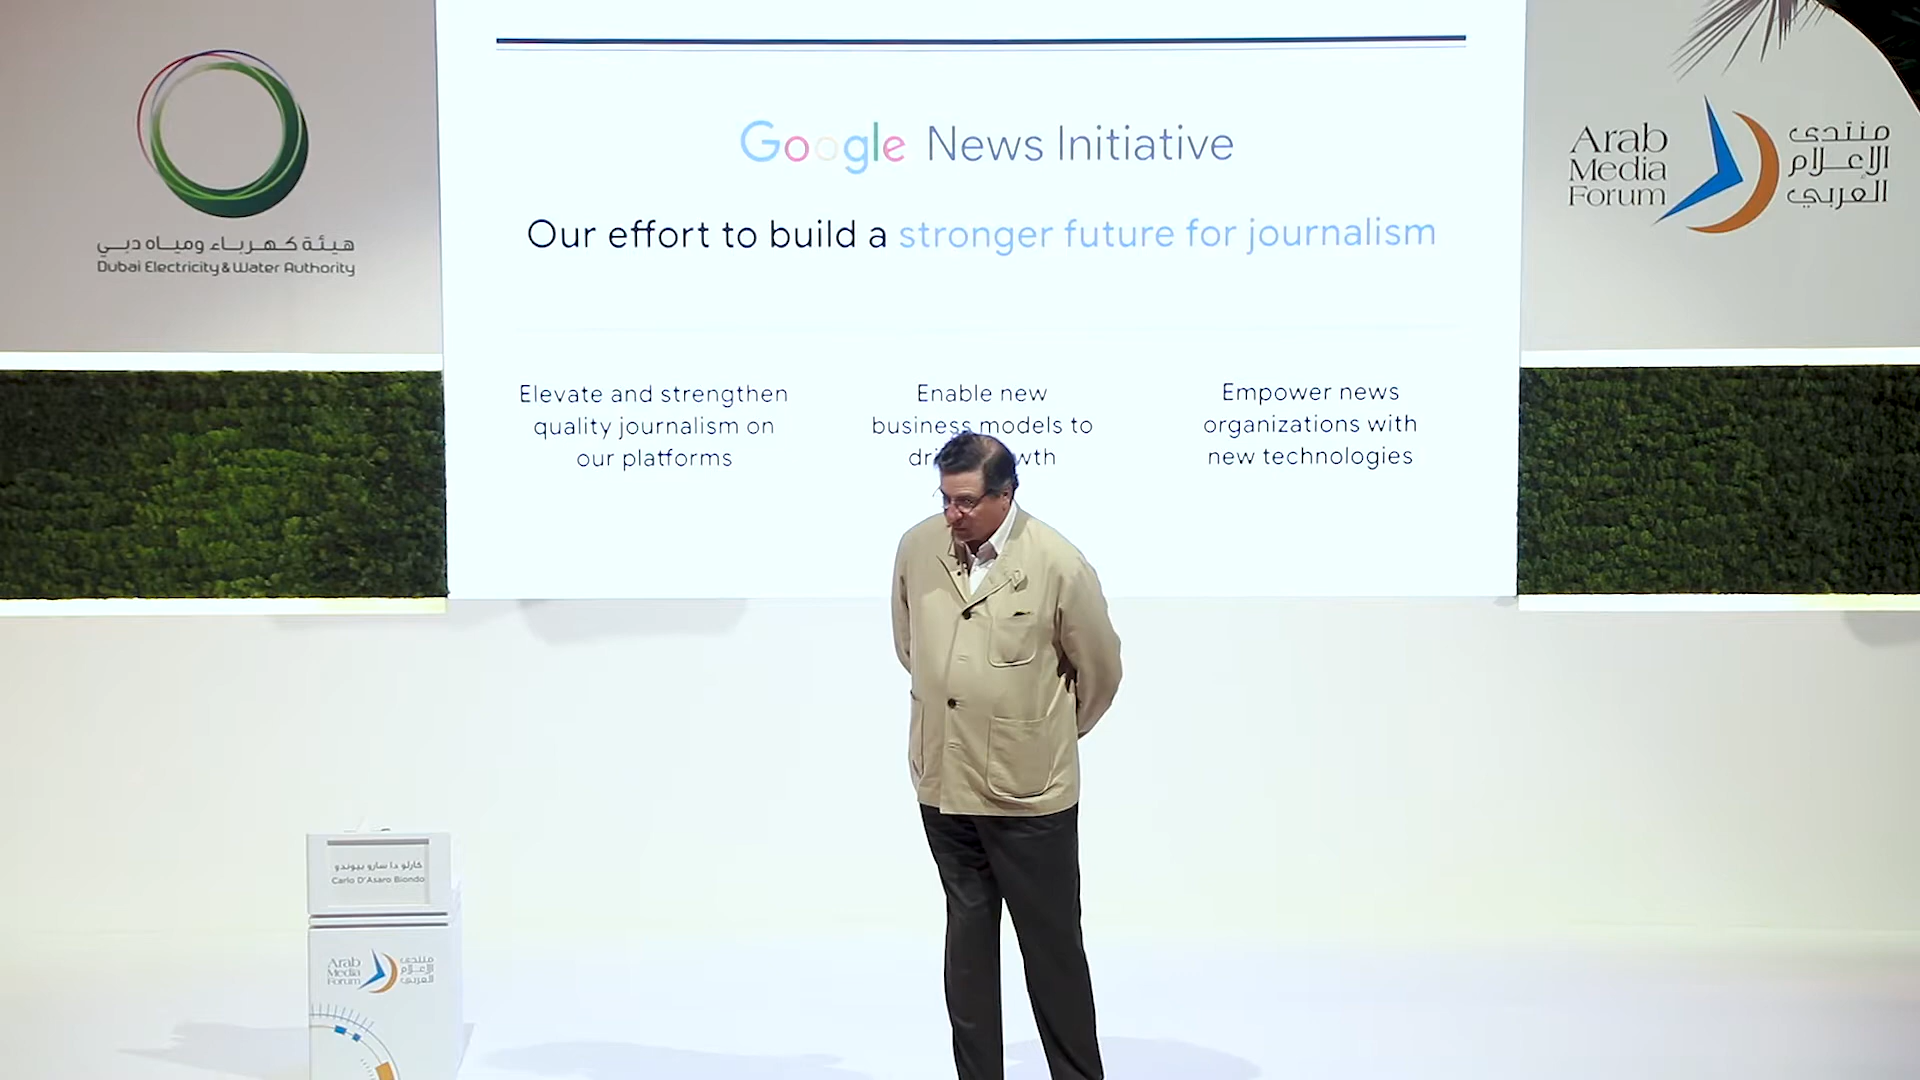 هيئة كهرباء ومياه دبي
Dubai Electricity & Water Authority
Google News Initiative
Our effort to build a stronger future for journalism
Elevate and strengthen
quality journalism on
our platforms
Enable new
business models to
Empower news
organizations with
new technologies
Arab
Media
Forum
منتدى
الإعلام
العربي
كارلو دا سارو بيوندو
Carlo D'Asaro Biondo
Arab
Media
Forum
منتدى
الإعلام
العربي